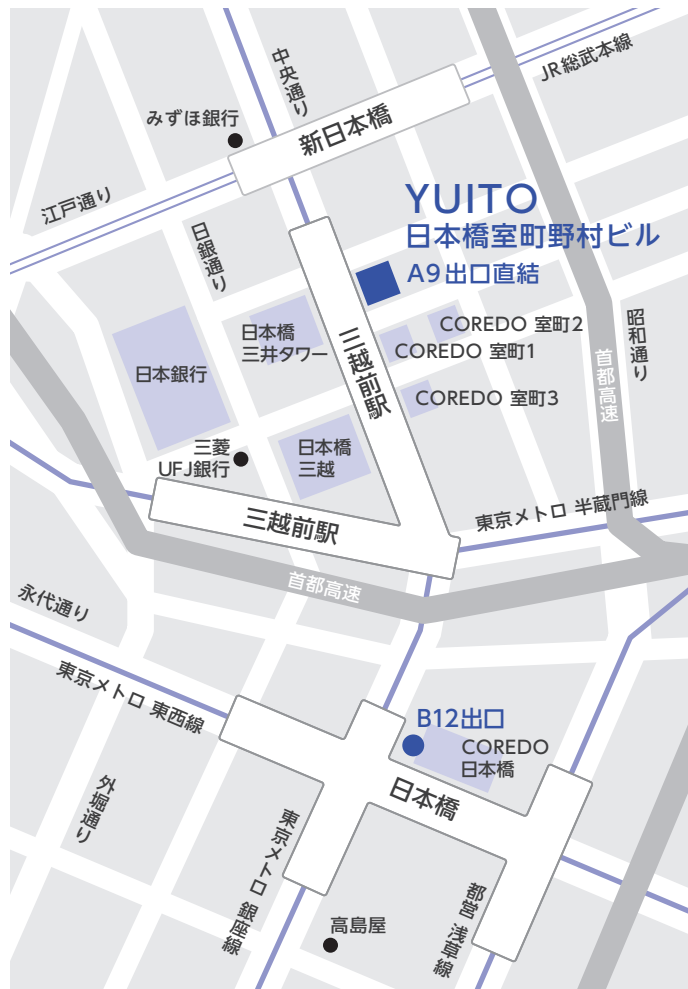 中央通り
JR総武本線
みずほ銀行
新日本橋
江戸通り
YUITO
日本橋室町野村ビル
A9出口直結
日銀通り
昭和通り
COREDO 室町2
日本橋
三井タワー
COREDO 室町1
三越前駅
首都高速
日本銀行
COREDO 室町3
三菱
UFJ銀行
日本橋
三越
三越前駅
東京メトロ 半蔵門線
首都高速
永代通り
東京メトロ 東西線
B12出口
COREDO
日本橋
日本橋
外堀通り
東京メトロ 銀座線
都営 浅草線
高島屋